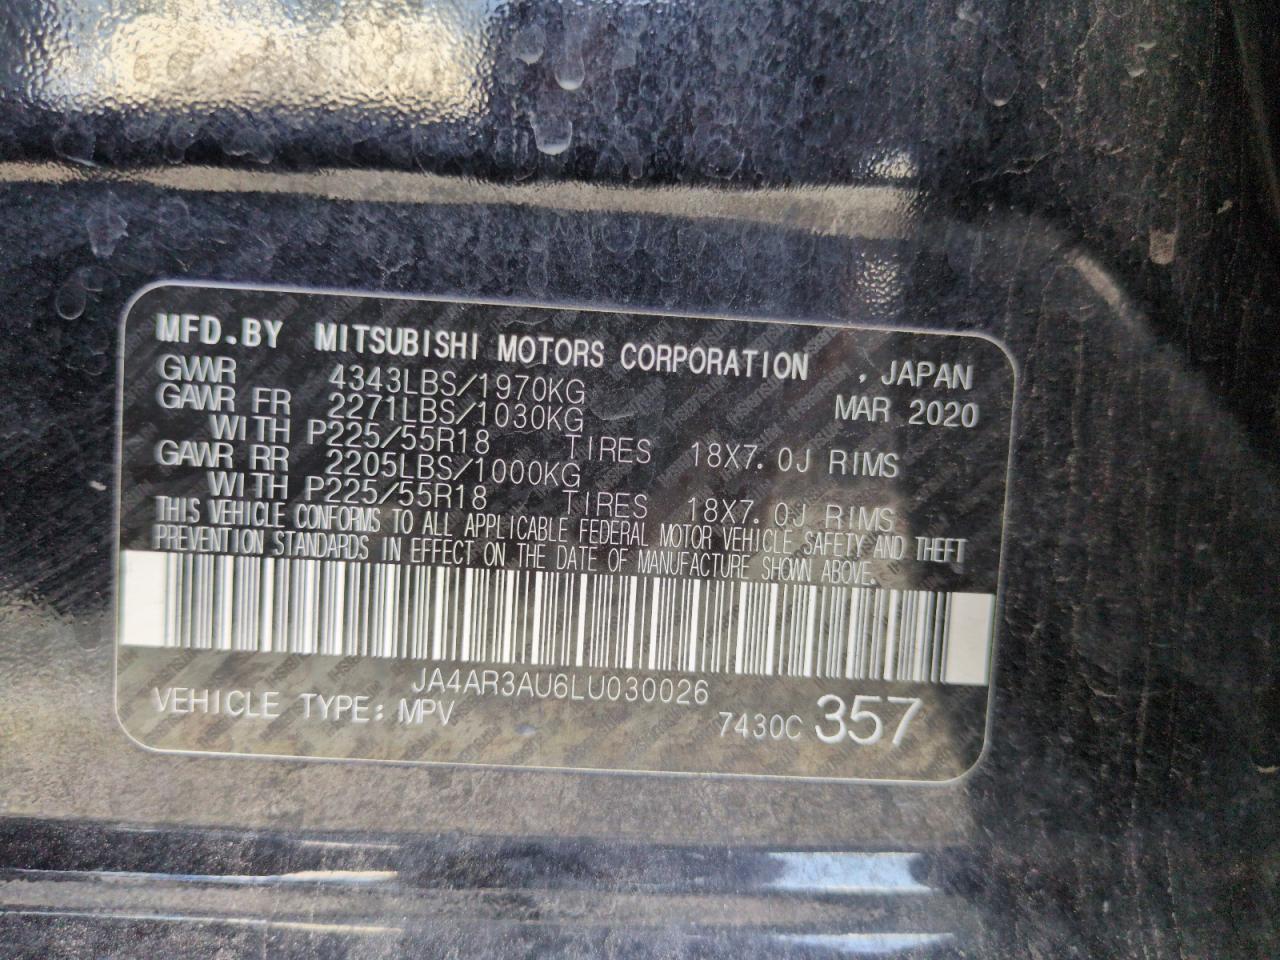 MFD.BY MITSUBISHI MOTORS CORPORATION , JAPAN
GVWR 4343LBS/1970KG MAR 2020
GAWR FR 2271LBS/1030KG
WITH P225/55R18 TIRES 18X7.0J RIMS
GAWR RR 2205LBS/1000KG
WITH P225/55R18 TIRES 18X7.0J RIMS
THIS VEHICLE CONFORMS TO ALL APPLICABLE FEDERAL MOTOR VEHICLE SAFETY AND THEFT
PREVENTION STANDARDS IN EFFECT ON THE DATE OF MANUFACTURE SHOWN ABOVE.
JA4AR3AU6LU030026
VEHICLE TYPE: MPV 7430C 357